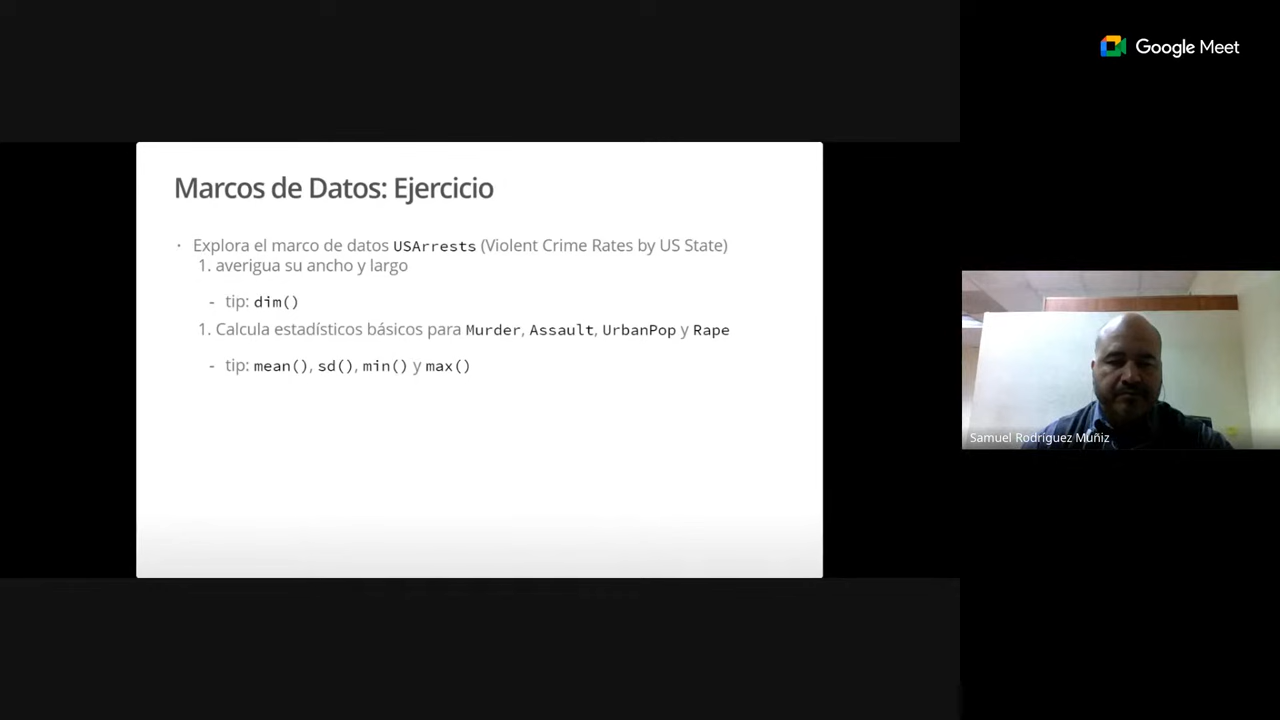 Google Meet
Marcos de Datos: Ejercicio
· Explora el marco de datos USArrests (Violent Crime Rates by US State)
1. averigua su ancho y largo
- tip: dim()
1. Calcula estadísticos básicos para Murder, Assault, UrbanPop y Rape
- tip: mean(), sd(), min() y max()
Samuel Rodríguez Muñiz